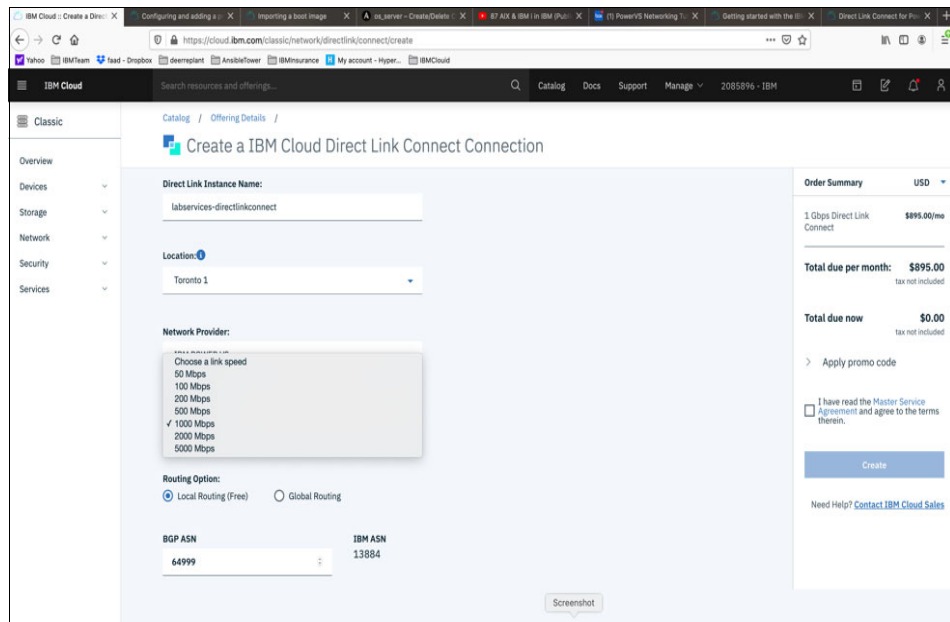 IBM Cloud :: Create a Direc
Configuring and adding a p
Importing a boot image
os_server – Create/Delete
87 AIX & IBM i in IBM (Publi
(1) PowerVS Networking Tu
Getting started with the IB
Direct Link Connect for Pow
https://cloud.ibm.com/classic/network/directlink/connect/create
Yahoo
IBMTeam
faad - Dropbox
deerreplant
AnsibleTower
IBMInsurance
My account - Hyper...
IBMClould
IBM Cloud
Search resources and offerings...
Catalog
Docs
Support
Manage
2085896 - IBM
Classic
Overview
Devices
Storage
Network
Security
Services
Catalog / Offering Details /
Create a IBM Cloud Direct Link Connect Connection
Direct Link Instance Name:
labservices-directlinkconnect
Location:
Toronto 1
Network Provider:
Choose a link speed
50 Mbps
100 Mbps
200 Mbps
500 Mbps
✓ 1000 Mbps
2000 Mbps
5000 Mbps
Routing Option:
Local Routing (Free)
Global Routing
BGP ASN
64999
IBM ASN
13884
Order Summary
USD
1 Gbps Direct Link
Connect
$895.00/mo
Total due per month:
$895.00
tax not included
Total due now
$0.00
tax not included
Apply promo code
I have read the Master Service
Agreement and agree to the terms
therein.
Create
Need Help? Contact IBM Cloud Sales
Screenshot